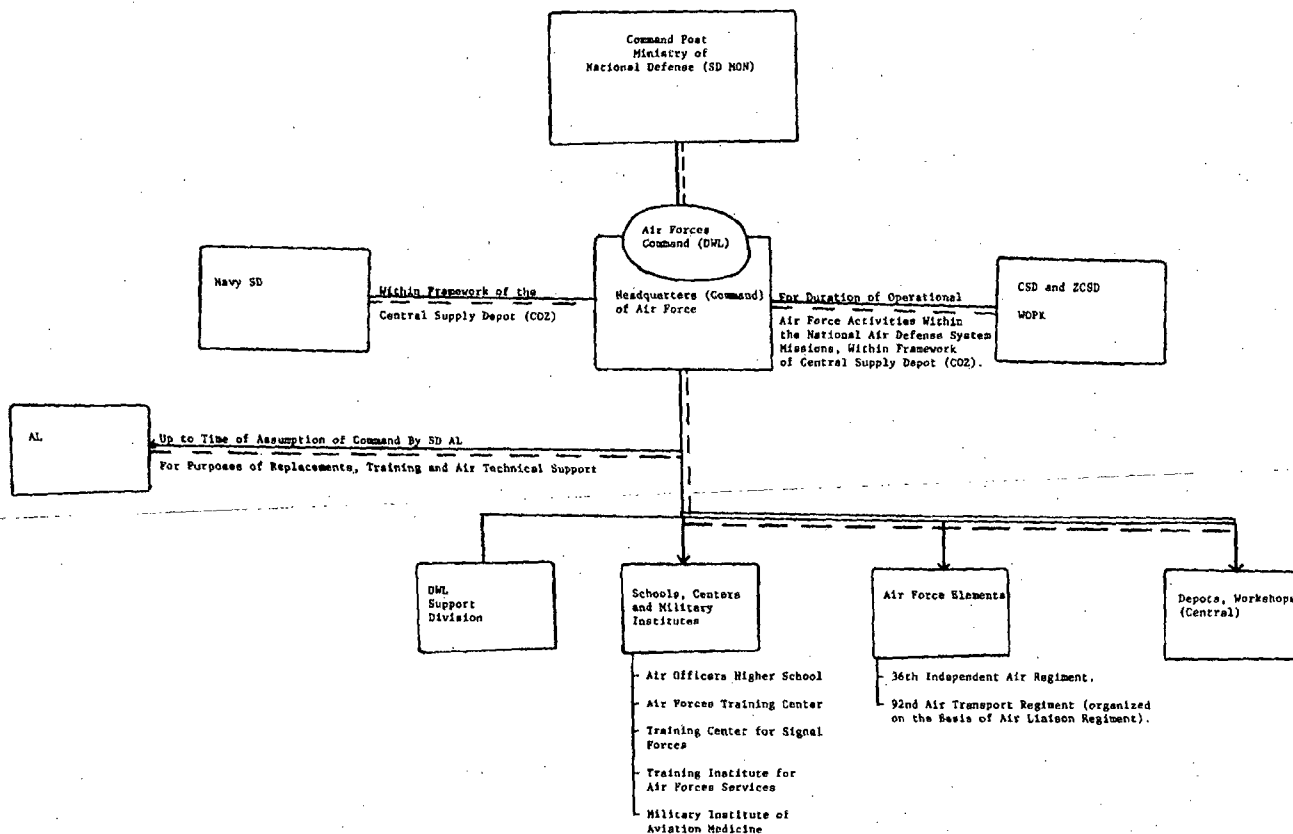 Command Post
Ministry of
National Defense (SD MON)
Air Forces
Command (DWL)
Headquarters (Command)
of Air Force
Navy SD
Within Framework of the
Central Supply Depot (COZ)
For Duration of Operational
Air Force Activities Within
the National Air Defense System
Missions, Within Framework
of Central Supply Depot (COZ).
CSD and ZCSD
WOPK
AL
Up to Time of Assumption of Command By SD AL
For Purposes of Replacements, Training and Air Technical Support
DWL
Support
Division
Schools, Centers
and Military
Institutes
Air Force Elements
Depots, Workshops
(Central)
- Air Officers Higher School
- Air Forces Training Center
- Training Center for Signal
Forces
- Training Institute for
Air Forces Services
- Military Institute of
Aviation Medicine
- 36th Independent Air Regiment.
- 92nd Air Transport Regiment (organized
on the Basis of Air Liaison Regiment).